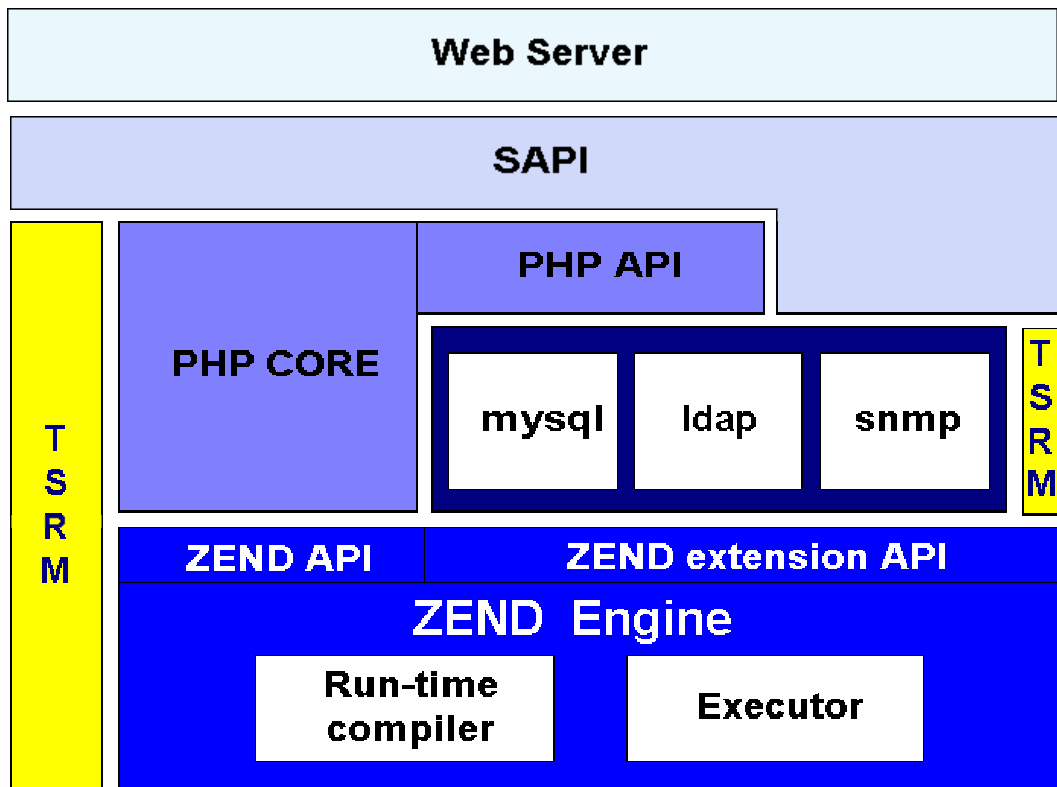 Web Server
SAPI
PHP API
PHP CORE
mysql
ldap
snmp
T
S
R
M
T
S
R
M
ZEND API
ZEND extension API
ZEND Engine
Run-time
compiler
Executor